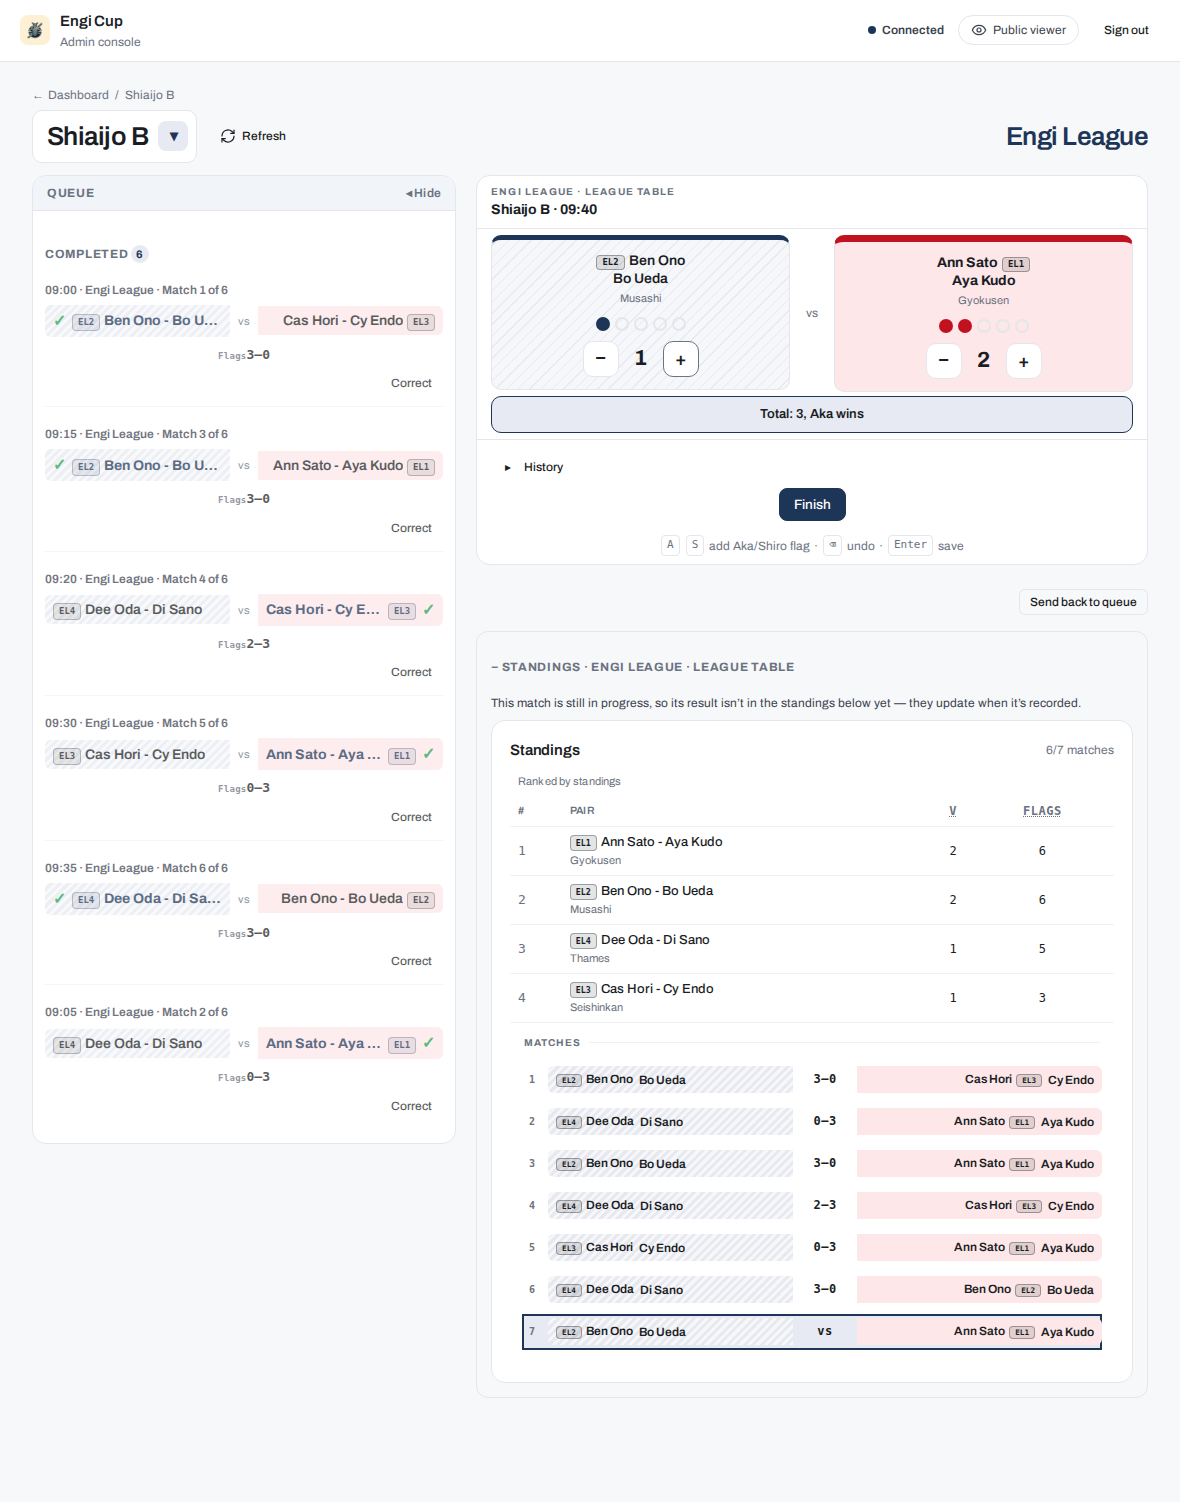 Engi Cup
Admin console
Connected
Public viewer
Sign out
← Dashboard / Shiaijo B
Shiaijo B ▼
Refresh
Engi League
QUEUE
◂Hide
COMPLETED 6
09:00 · Engi League · Match 1 of 6
✓ EL2 Ben Ono - Bo U… vs Cas Hori - Cy Endo EL3
Flags3–0
Correct
09:15 · Engi League · Match 3 of 6
✓ EL2 Ben Ono - Bo U… vs Ann Sato - Aya Kudo EL1
Flags3–0
Correct
09:20 · Engi League · Match 4 of 6
EL4 Dee Oda - Di Sano vs Cas Hori - Cy E… EL3 ✓
Flags2–3
Correct
09:30 · Engi League · Match 5 of 6
EL3 Cas Hori - Cy Endo vs Ann Sato - Aya … EL1 ✓
Flags0–3
Correct
09:35 · Engi League · Match 6 of 6
✓ EL4 Dee Oda - Di Sa… vs Ben Ono - Bo Ueda EL2
Flags3–0
Correct
09:05 · Engi League · Match 2 of 6
EL4 Dee Oda - Di Sano vs Ann Sato - Aya … EL1 ✓
Flags0–3
Correct
ENGI LEAGUE · LEAGUE TABLE
Shiaijo B · 09:40
EL2 Ben Ono
Bo Ueda
Musashi
− 1 +
vs
Ann Sato EL1
Aya Kudo
Gyokusen
− 2 +
Total: 3, Aka wins
▸ History
Finish
A S add Aka/Shiro flag · ⌫ undo · Enter save
Send back to queue
– STANDINGS · ENGI LEAGUE · LEAGUE TABLE
This match is still in progress, so its result isn't in the standings below yet — they update when it's recorded.
Standings
6/7 matches
Ranked by standings
# PAIR V FLAGS
1 EL1 Ann Sato - Aya Kudo 2 6
Gyokusen
2 EL2 Ben Ono - Bo Ueda 2 6
Musashi
3 EL4 Dee Oda - Di Sano 1 5
Thames
4 EL3 Cas Hori - Cy Endo 1 3
Seishinkan
MATCHES
1 EL2 Ben Ono Bo Ueda 3–0 Cas Hori EL3 Cy Endo
2 EL4 Dee Oda Di Sano 0–3 Ann Sato EL1 Aya Kudo
3 EL2 Ben Ono Bo Ueda 3–0 Ann Sato EL1 Aya Kudo
4 EL4 Dee Oda Di Sano 2–3 Cas Hori EL3 Cy Endo
5 EL3 Cas Hori Cy Endo 0–3 Ann Sato EL1 Aya Kudo
6 EL4 Dee Oda Di Sano 3–0 Ben Ono EL2 Bo Ueda
7 EL2 Ben Ono Bo Ueda vs Ann Sato EL1 Aya Kudo